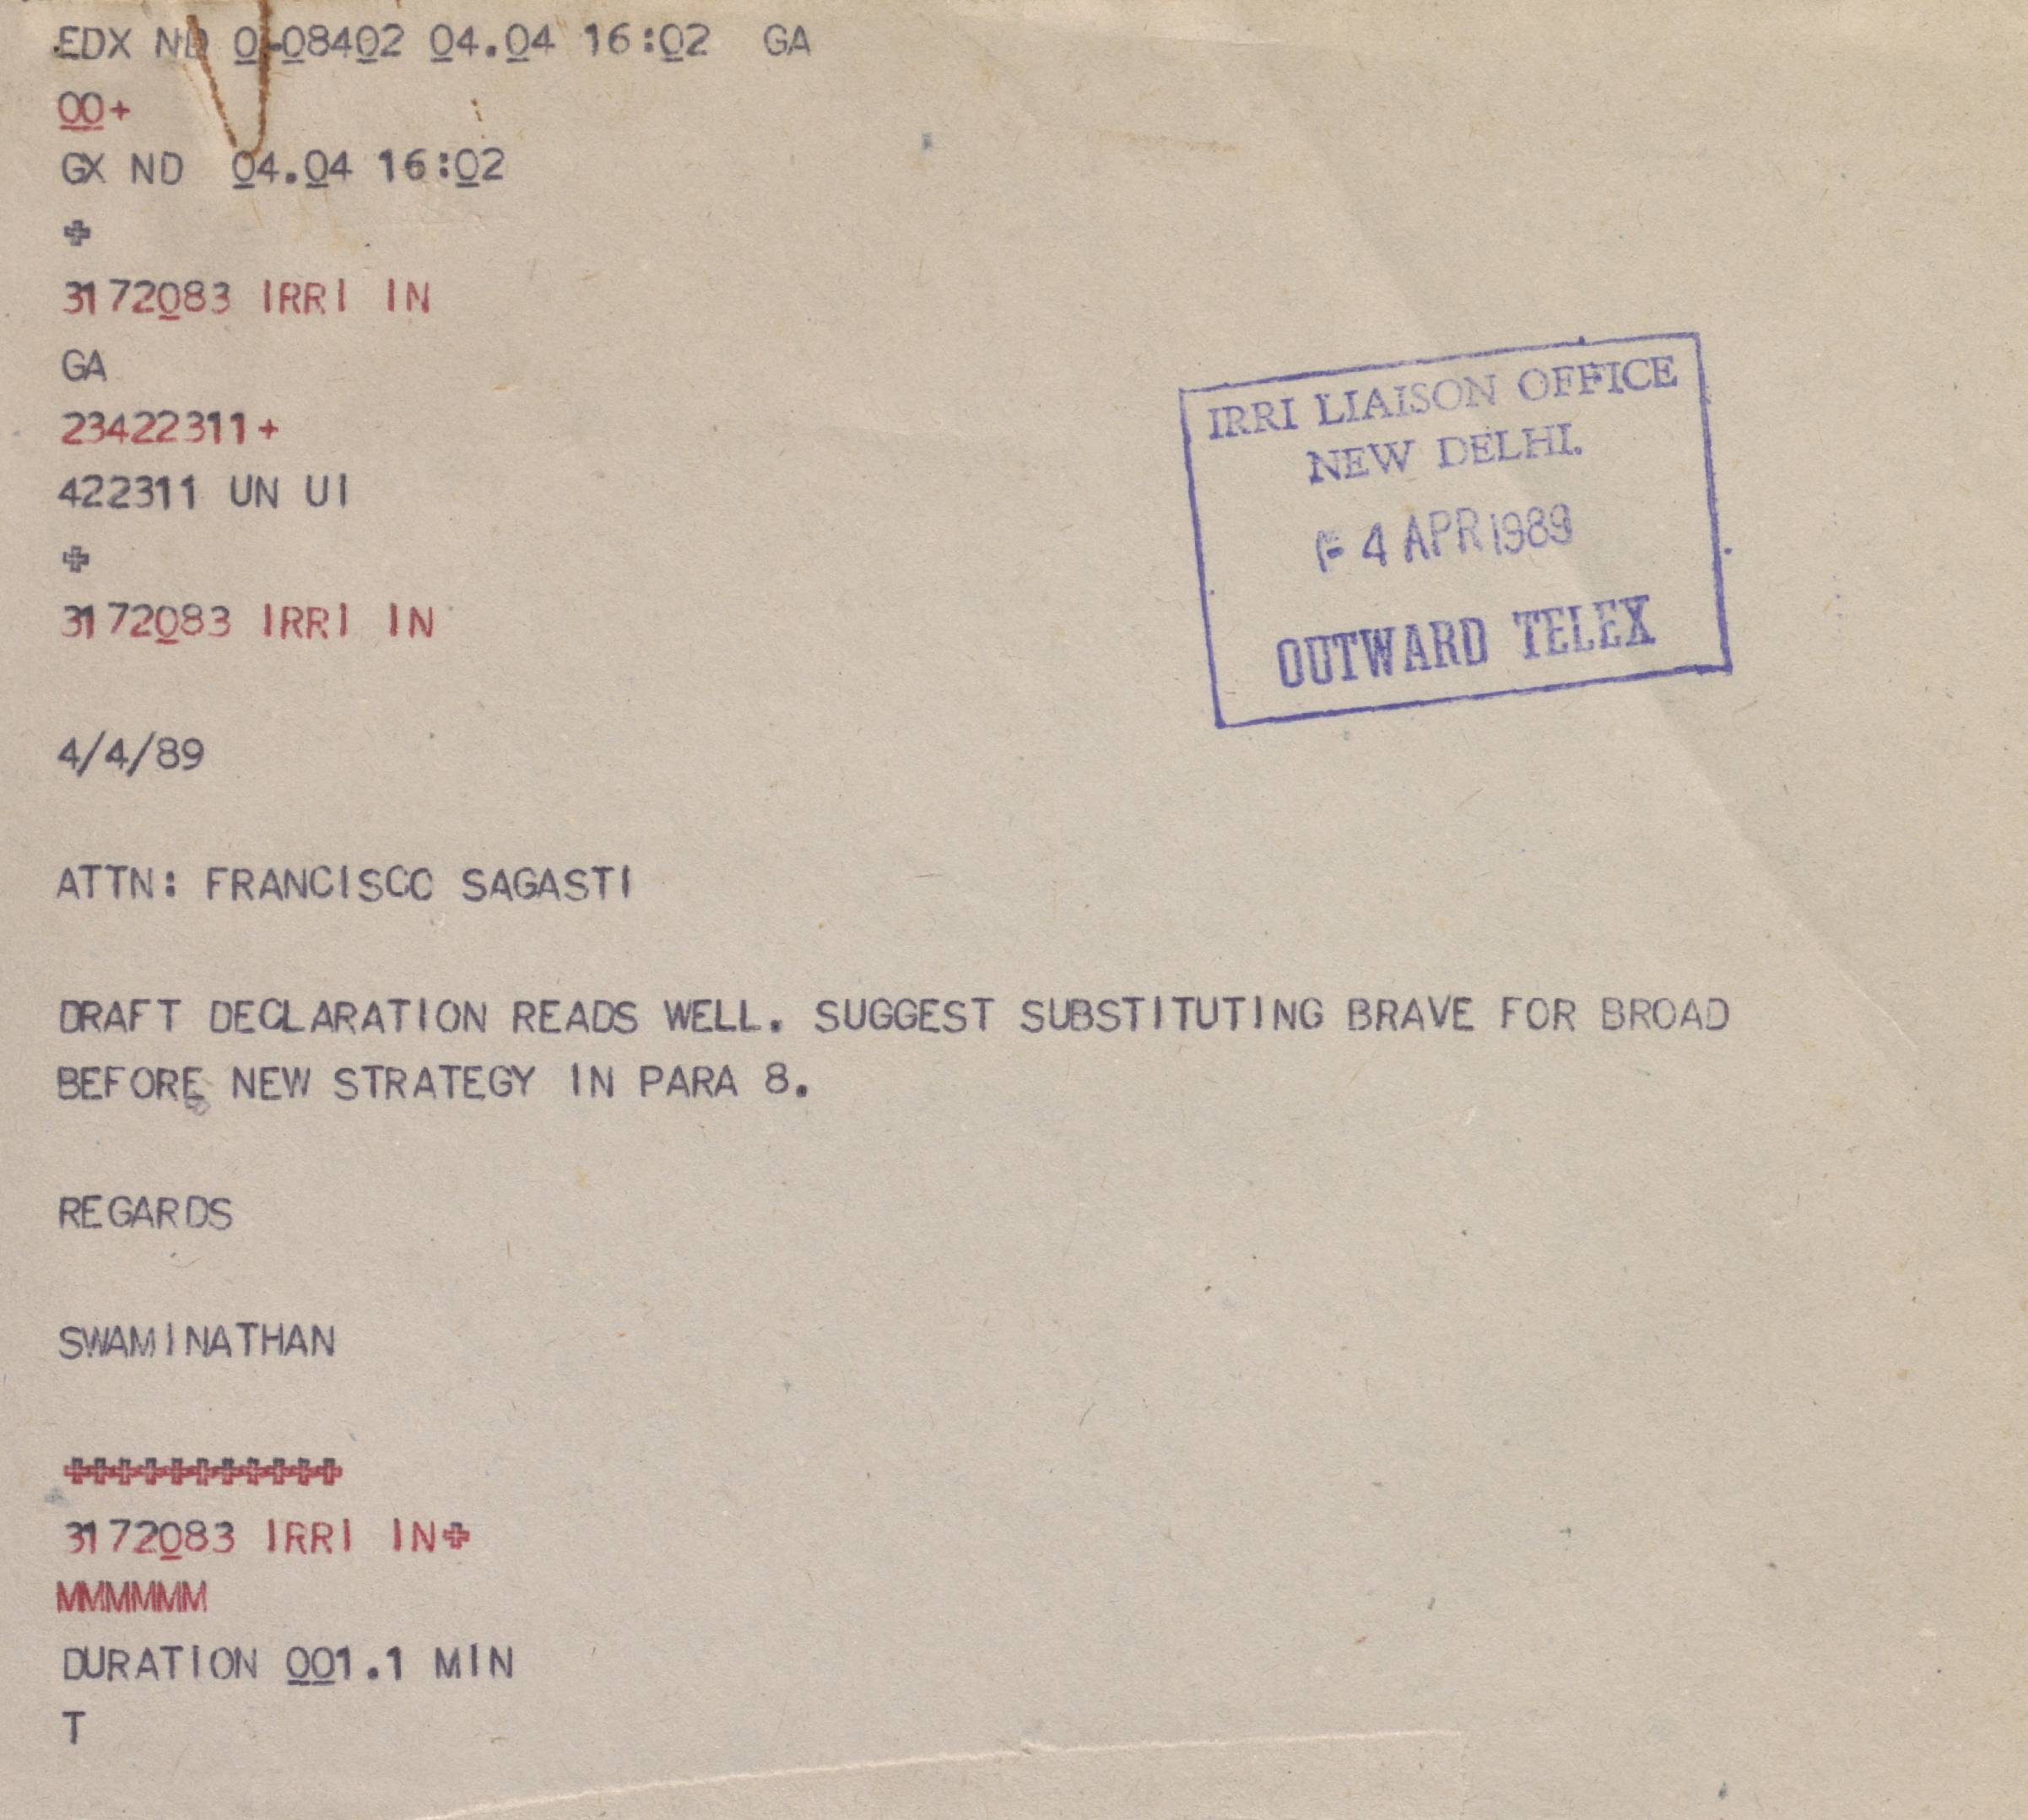 EDX ND 0-08402 04.04 16:02 GA
00+
GX ND 04.04 16:02
+
3172083 IRRI IN
GA
23422311+
422311 UN UI
+
3172083 IRRI IN
IRRI LIAISON OFFICE
NEW DELHI.
4 APR 1989
OUTWARD TELEX
4/4/89
ATTN: FRANCISCO SAGASTI
DRAFT DECLARATION READS WELL. SUGGEST SUBSTITUTING BRAVE FOR BROAD
BEFORE NEW STRATEGY IN PARA 8.
REGARDS
SWAMINATHAN
+++++++++++
3172083 IRRI IN+
MMMMMM
DURATION 001.1 MIN
T